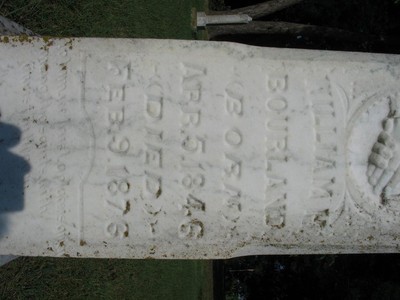 WILLIAM F.
BOURLAND
BORN
APR. 5, 1846
DIED
FEB. 9, 1876